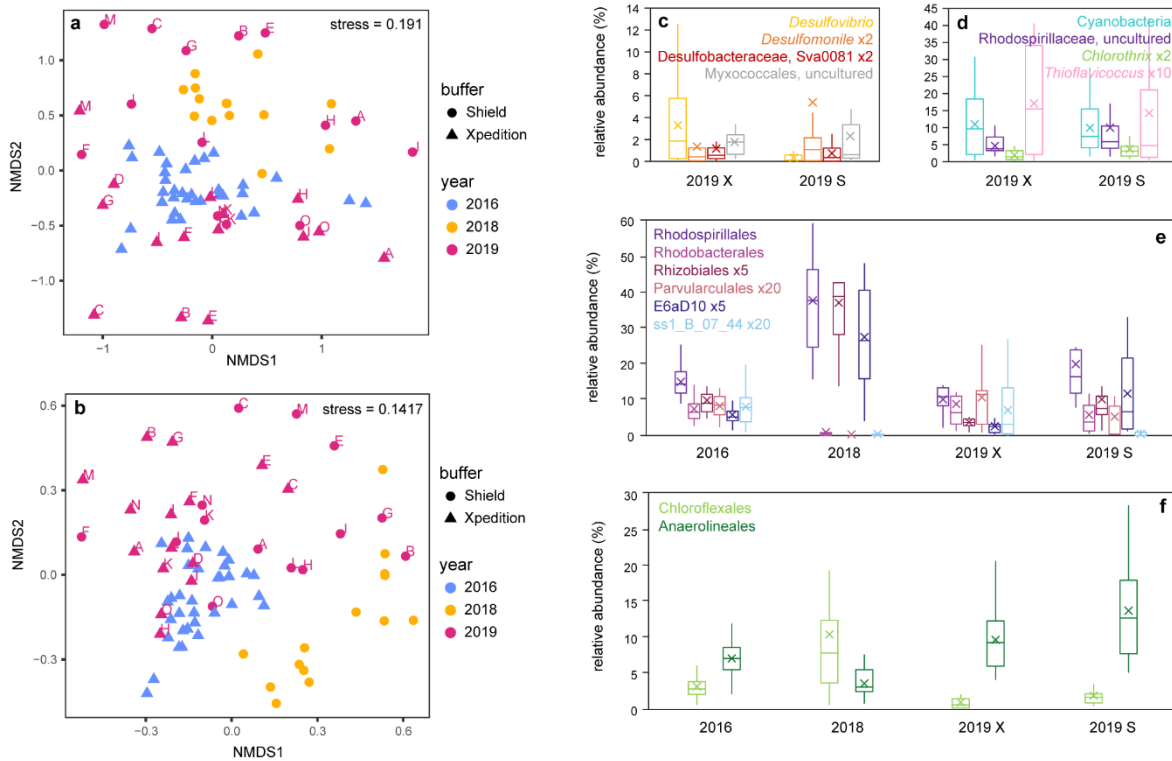 a
stress = 0.191
M
C
G
B
E
J
I
H
A
J
M
F
D
G
I
H
N
K
K
O
O
L
F
J
A
C
B
E
1.0
0.5
0.0
−0.5
−1.0
NMDS2
−1
0
1
NMDS1
buffer
Shield
Xpedition
year
2016
2018
2019
b
stress = 0.1417
C
M
E
B
G
E
M
C
N
F
N
K
J
G
F
J
A
A
B
K
D
I
H
O
O
H
0.6
0.3
0.0
−0.3
NMDS2
−0.3
0.0
0.3
0.6
NMDS1
buffer
Shield
Xpedition
year
2016
2018
2019
c
Desulfovibrio
Desulfomonile x2
Desulfobacteraceae, Sva0081 x2
Myxococcales, uncultured
14
12
10
8
6
4
2
0
relative abundance (%)
2019 X
2019 S
d
Cyanobacteria
Rhodospirillaceae, uncultured
Chlorothrix x2
Thioflavicoccus x10
45
40
35
30
25
20
15
10
5
0
2019 X
2019 S
e
Rhodospirillales
Rhodobacterales
Rhizobiales x5
Parvularculales x20
E6aD10 x5
ss1_B_07_44 x20
60
50
40
30
20
10
0
relative abundance (%)
2016
2018
2019 X
2019 S
f
Chloroflexales
Anaerolineales
30
25
20
15
10
5
0
relative abundance (%)
2016
2018
2019 X
2019 S